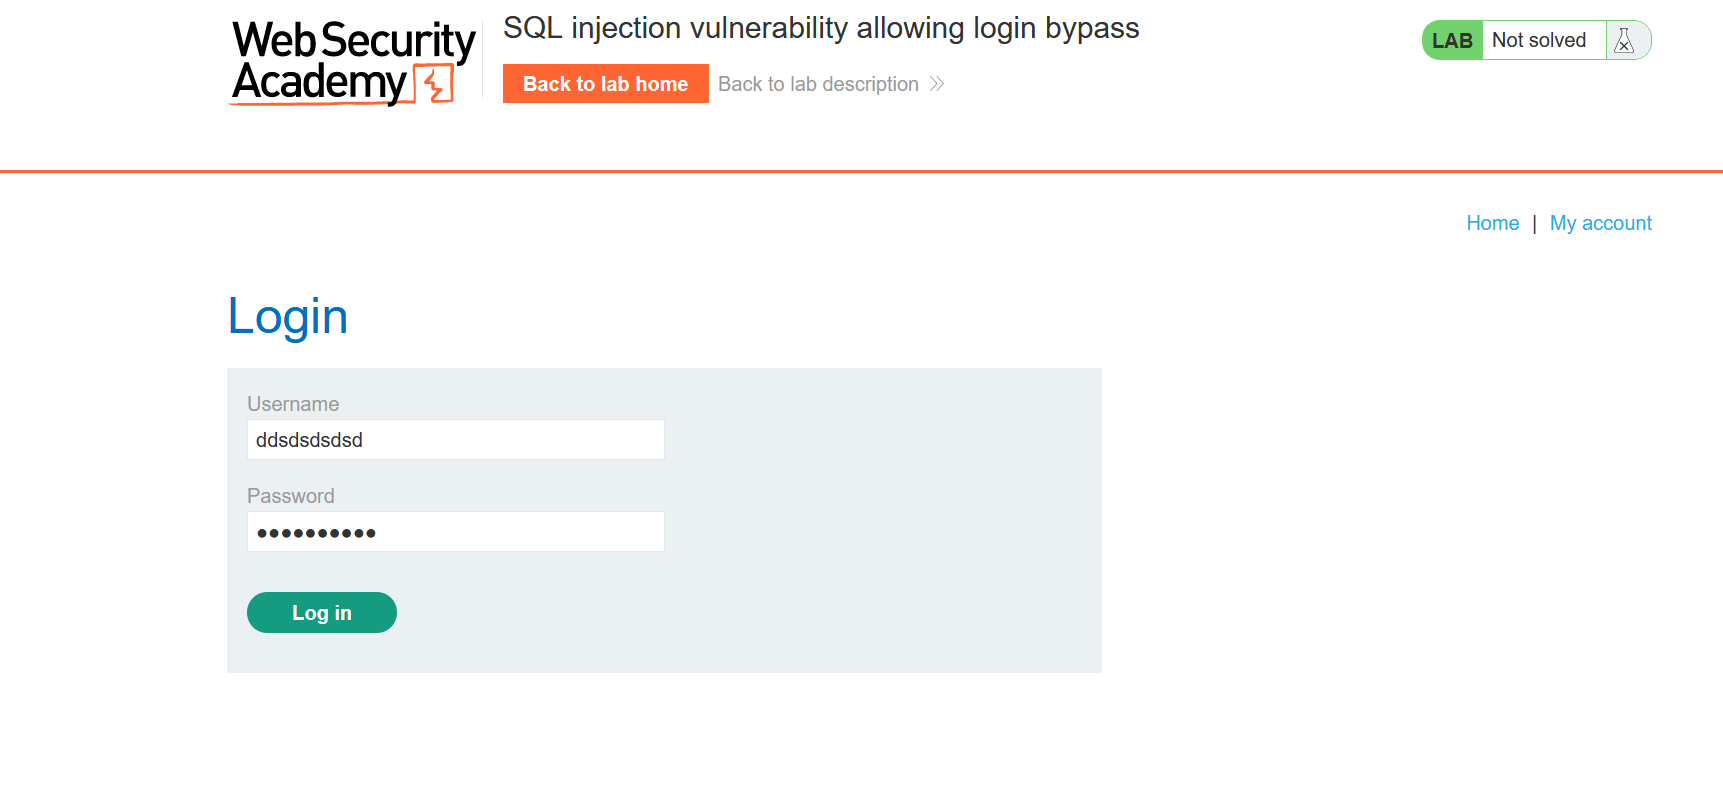 Web Security
Academy
SQL injection vulnerability allowing login bypass
Back to lab home
Back to lab description
LAB
Not solved
Home | My account
Login
Username
ddsdsdsdsd
Password
••••••••••
Log in